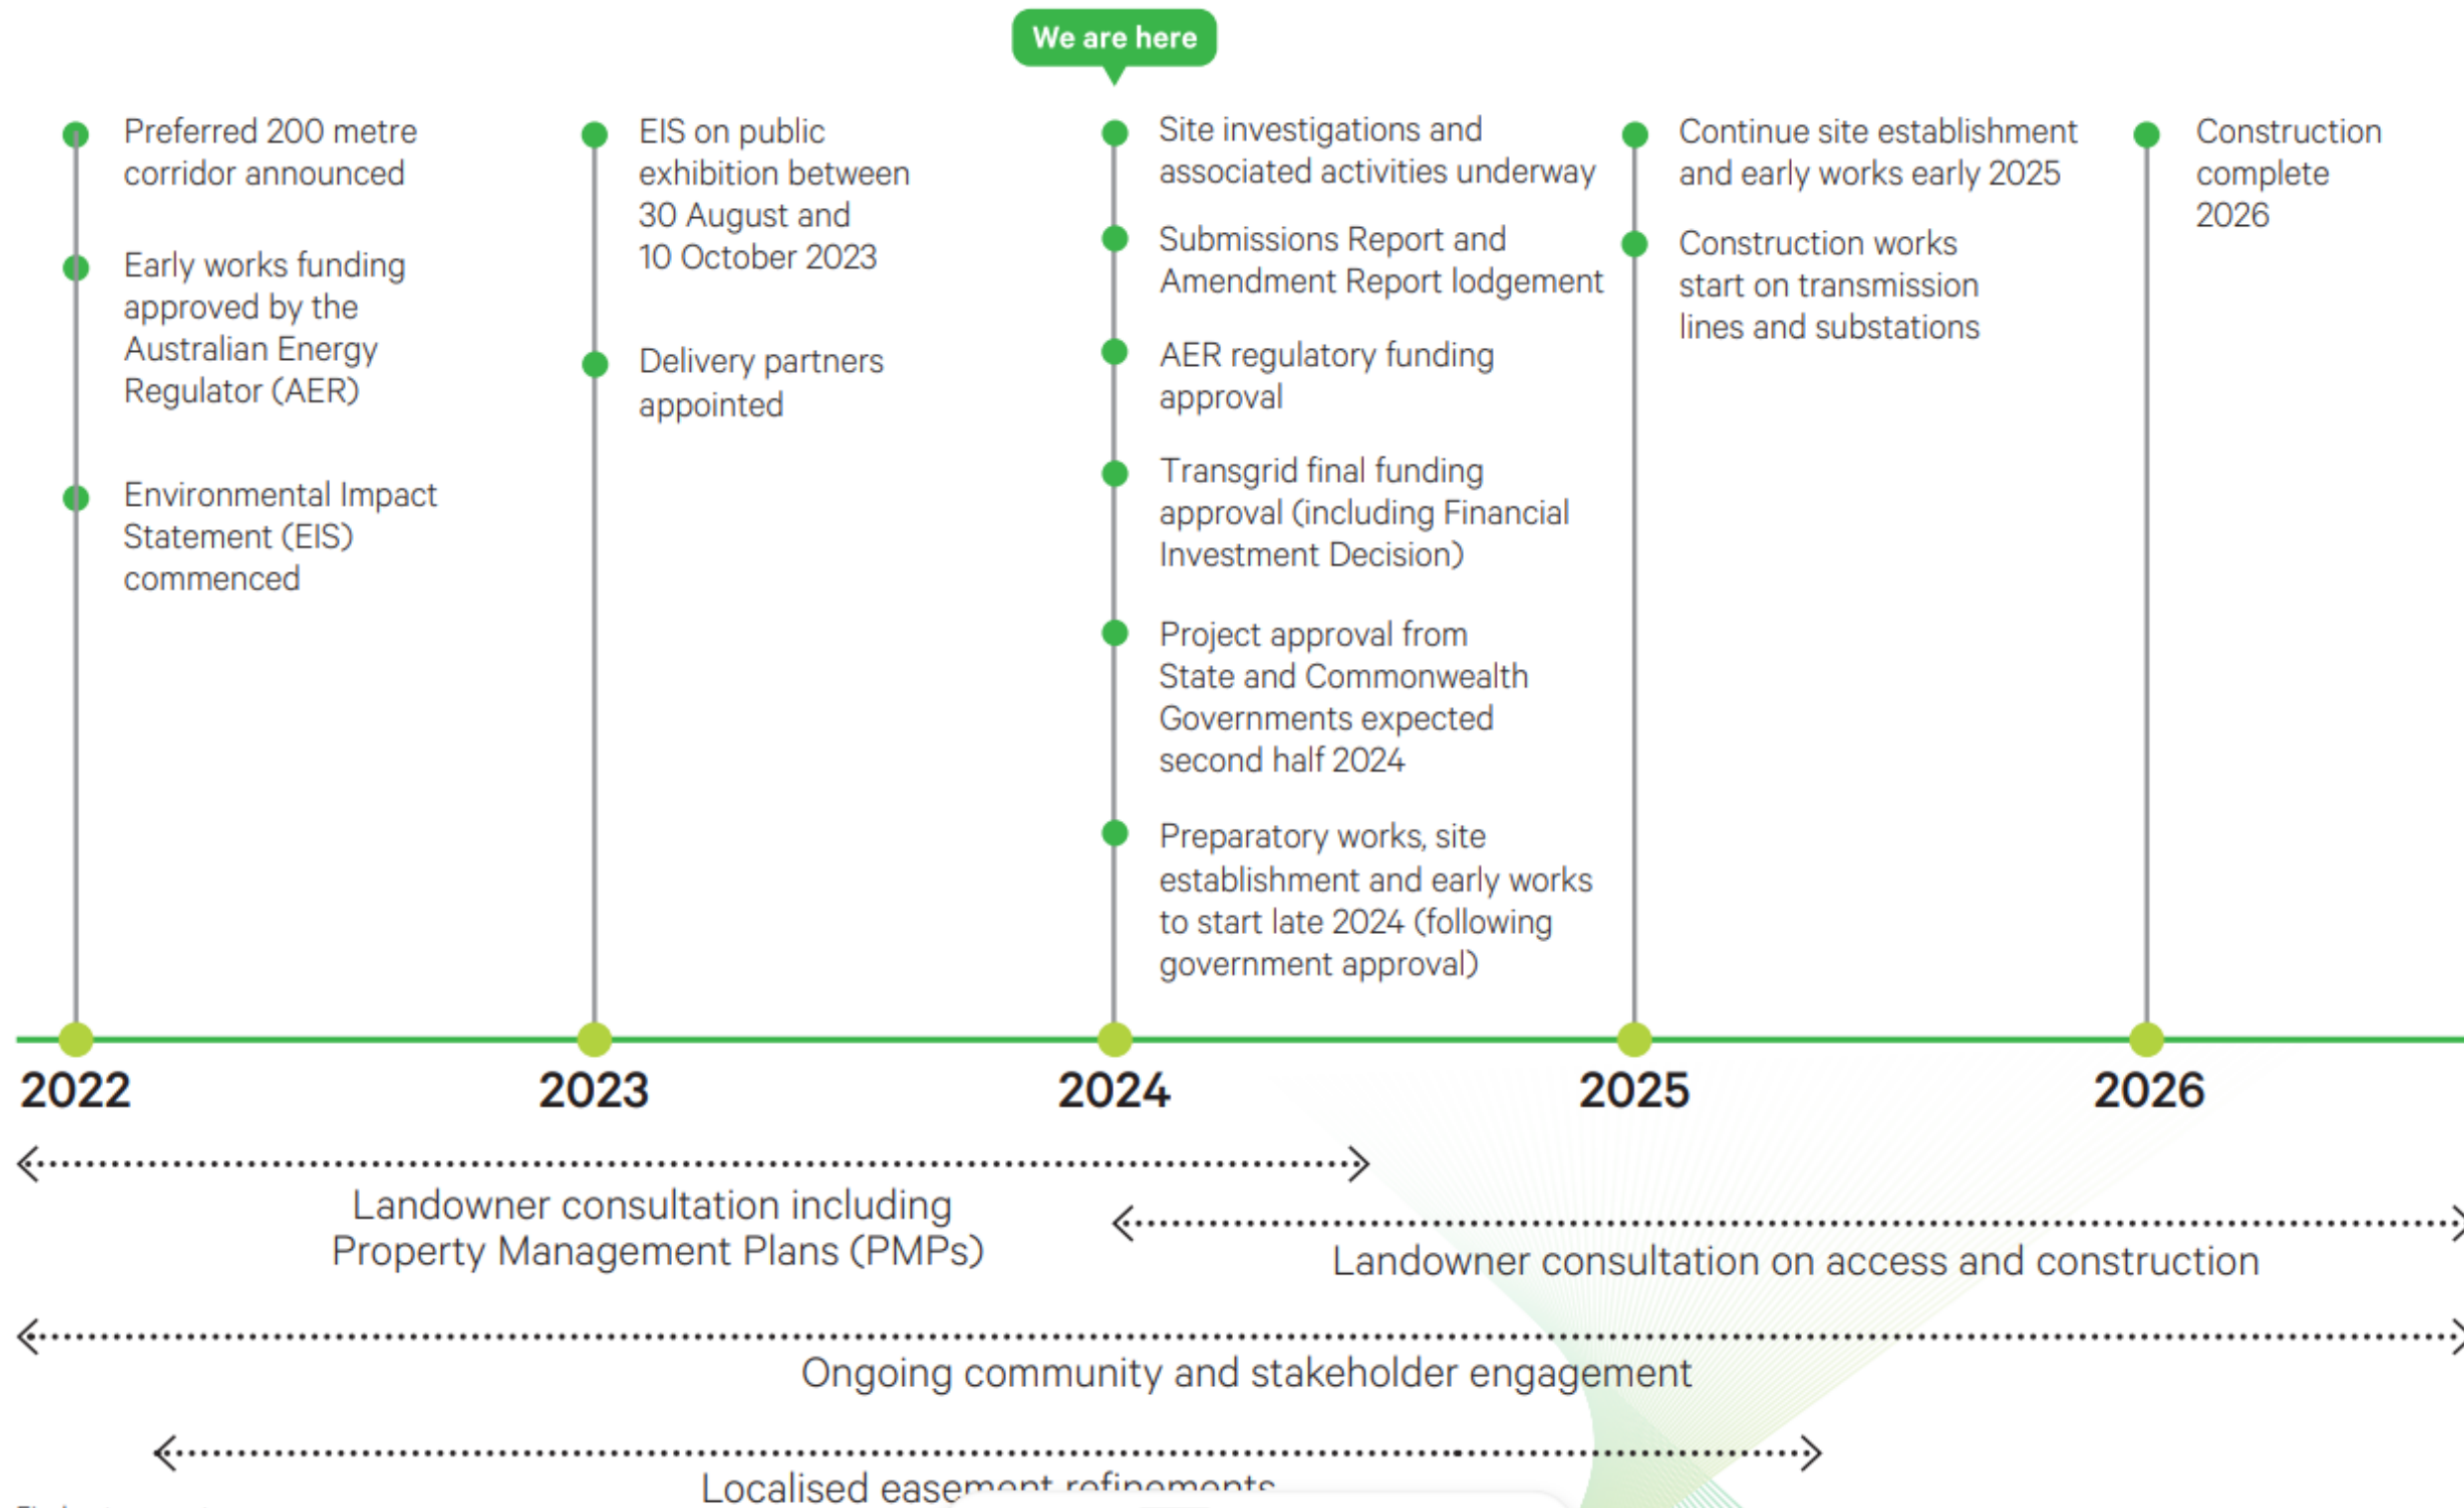 We are here
Preferred 200 metre
corridor announced
Early works funding
approved by the
Australian Energy
Regulator (AER)
Environmental Impact
Statement (EIS)
commenced
EIS on public
exhibition between
30 August and
10 October 2023
Delivery partners
appointed
Site investigations and
associated activities underway
Submissions Report and
Amendment Report lodgement
AER regulatory funding
approval
Transgrid final funding
approval (including Financial
Investment Decision)
Project approval from
State and Commonwealth
Governments expected
second half 2024
Preparatory works, site
establishment and early works
to start late 2024 (following
government approval)
Continue site establishment
and early works early 2025
Construction works
start on transmission
lines and substations
Construction
complete
2026
2022
2023
2024
2025
2026
Landowner consultation including
Property Management Plans (PMPs)
Landowner consultation on access and construction
Ongoing community and stakeholder engagement
Localised easement refinements